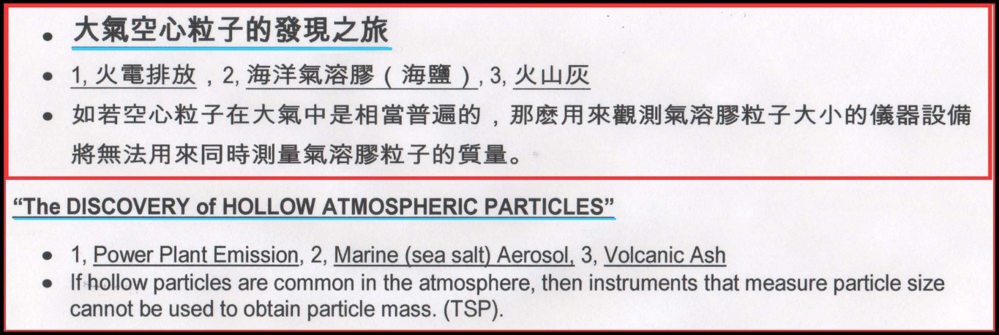 • 大氣空心粒子的發現之旅
• 1, 火電排放，2, 海洋氣溶膠（海鹽）, 3, 火山灰
• 如若空心粒子在大氣中是相當普遍的，那麽用來觀測氣溶膠粒子大小的儀器設備
將無法用來同時測量氣溶膠粒子的質量。
“The DISCOVERY of HOLLOW ATMOSPHERIC PARTICLES”
• 1, Power Plant Emission, 2, Marine (sea salt) Aerosol, 3, Volcanic Ash
• If hollow particles are common in the atmosphere, then instruments that measure particle size
cannot be used to obtain particle mass. (TSP).